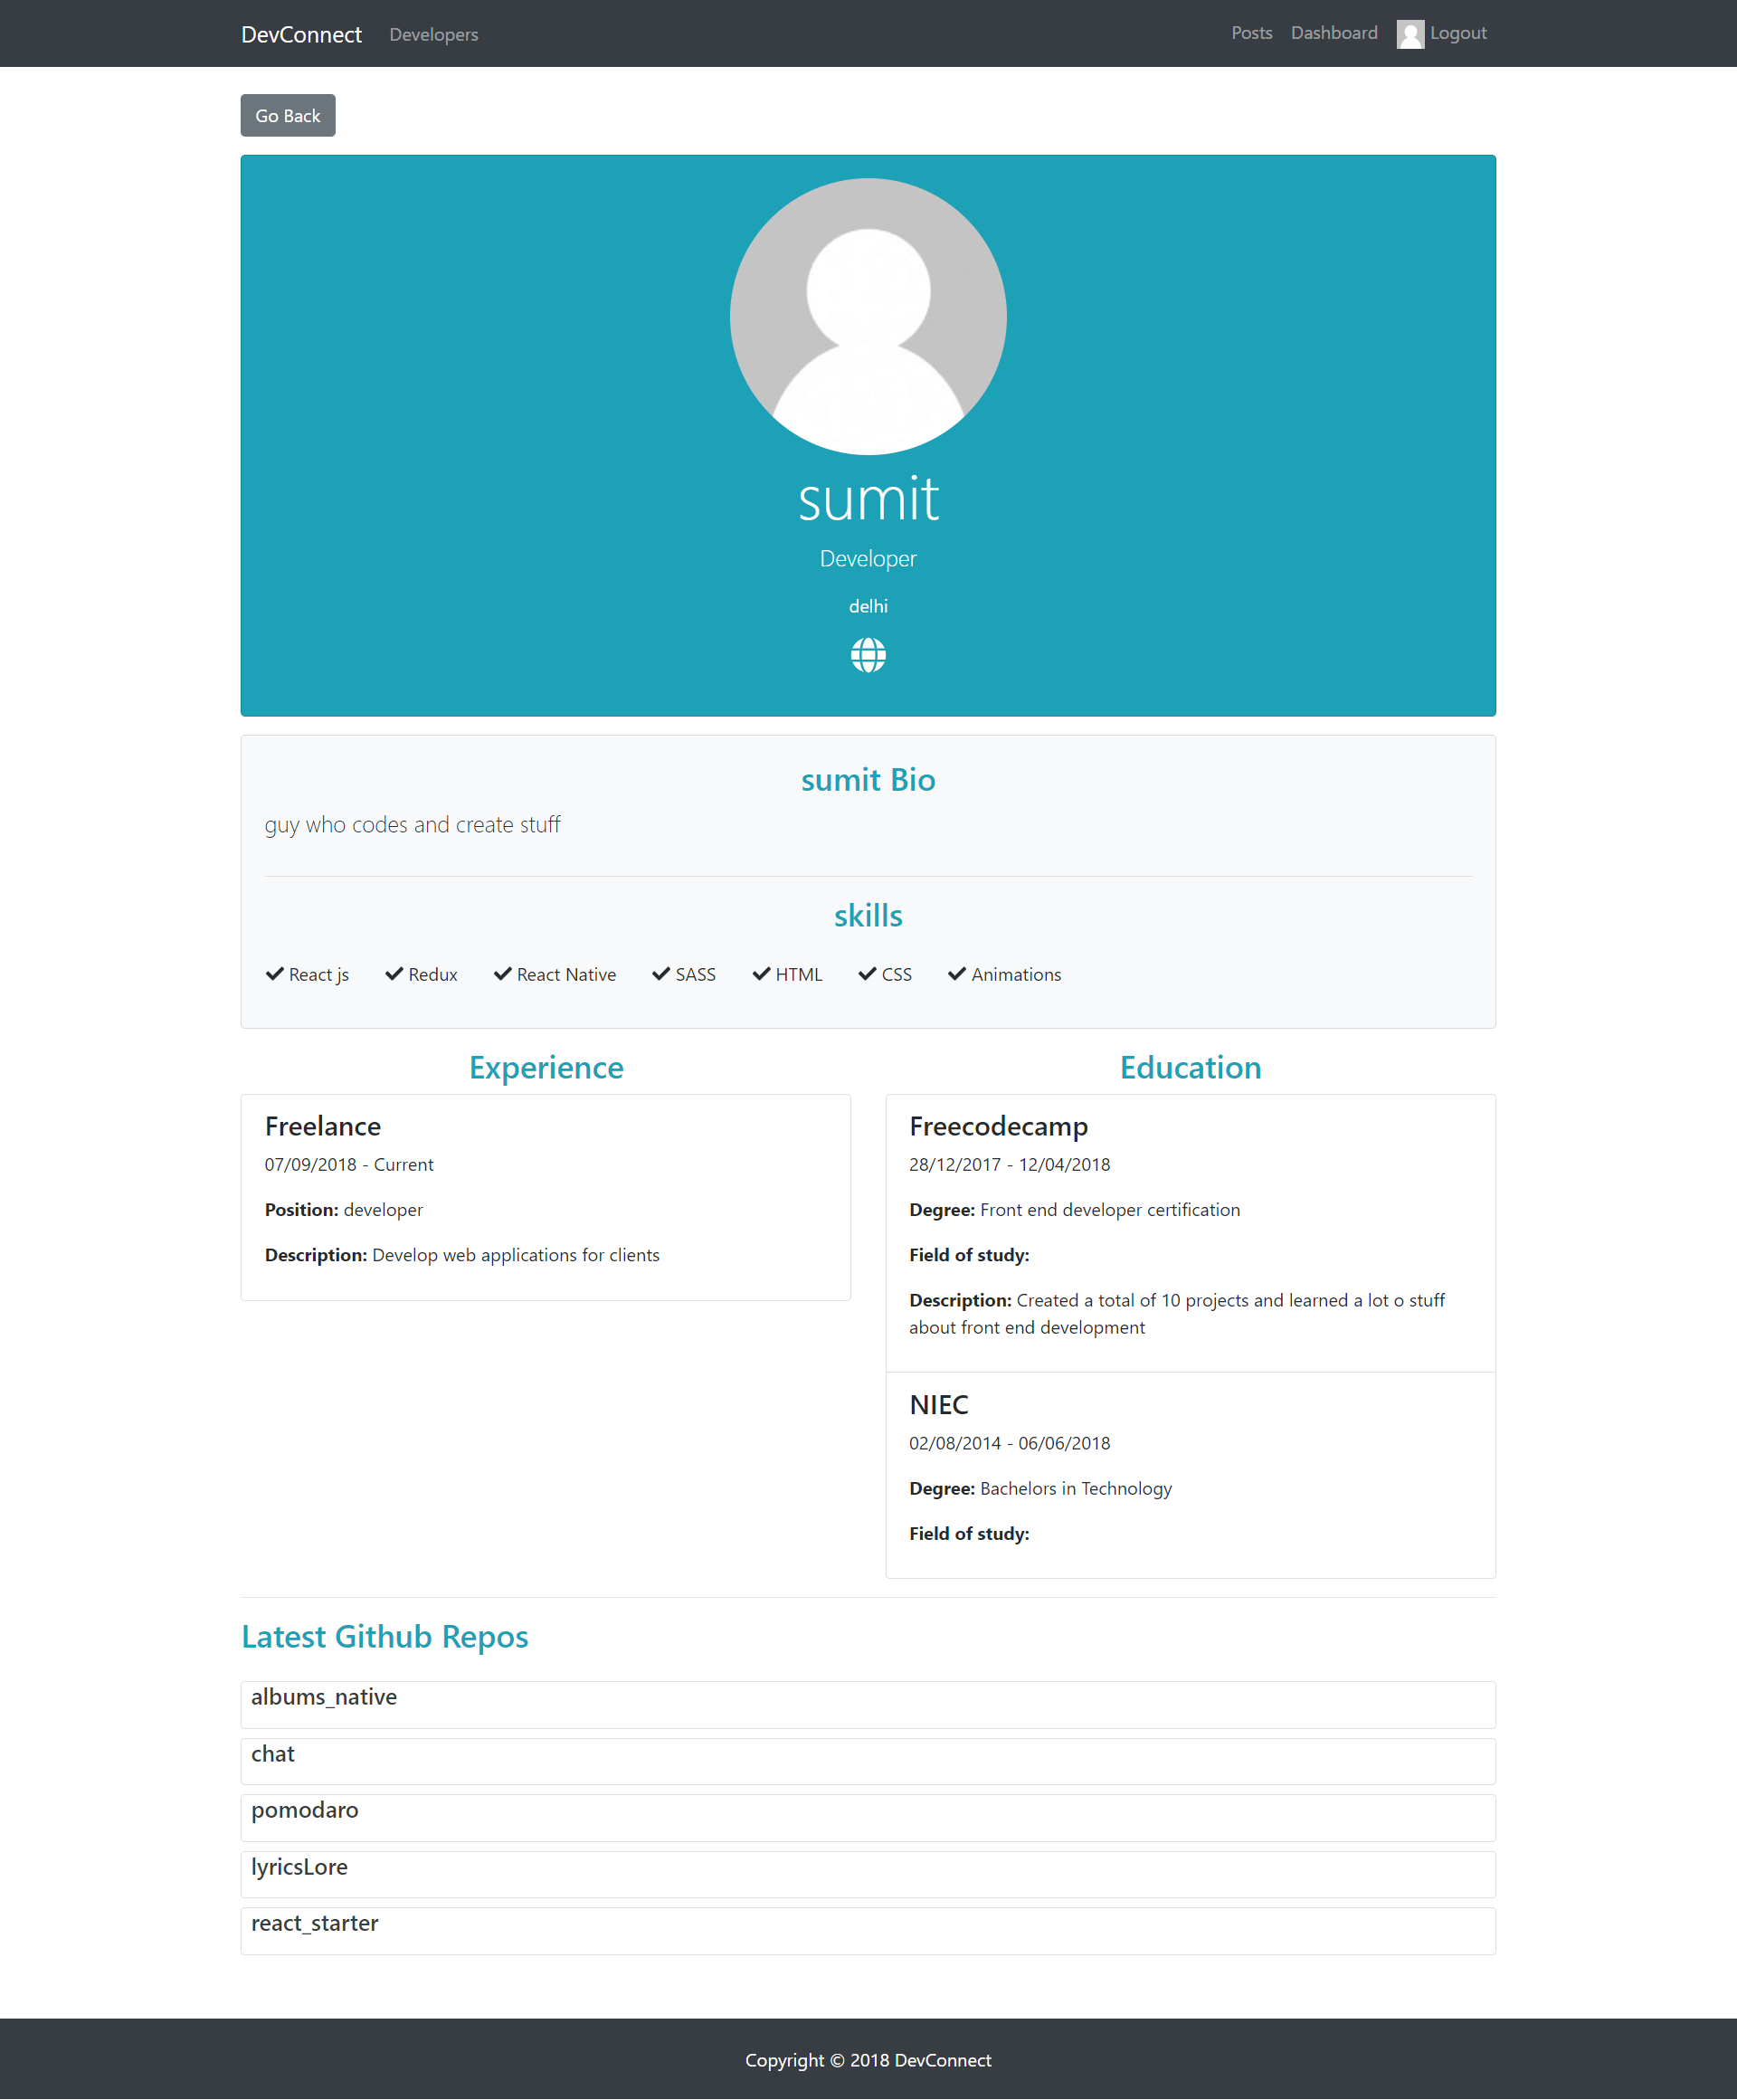 DevConnect Developers Posts Dashboard Logout
Go Back
sumit
Developer
delhi
sumit Bio
guy who codes and create stuff
skills
React js Redux React Native SASS HTML CSS Animations
Experience
Freelance
07/09/2018 - Current
Position: developer
Description: Develop web applications for clients
Education
Freecodecamp
28/12/2017 - 12/04/2018
Degree: Front end developer certification
Field of study:
Description: Created a total of 10 projects and learned a lot o stuff
about front end development
NIEC
02/08/2014 - 06/06/2018
Degree: Bachelors in Technology
Field of study:
Latest Github Repos
albums_native
chat
pomodaro
lyricsLore
react_starter
Copyright © 2018 DevConnect